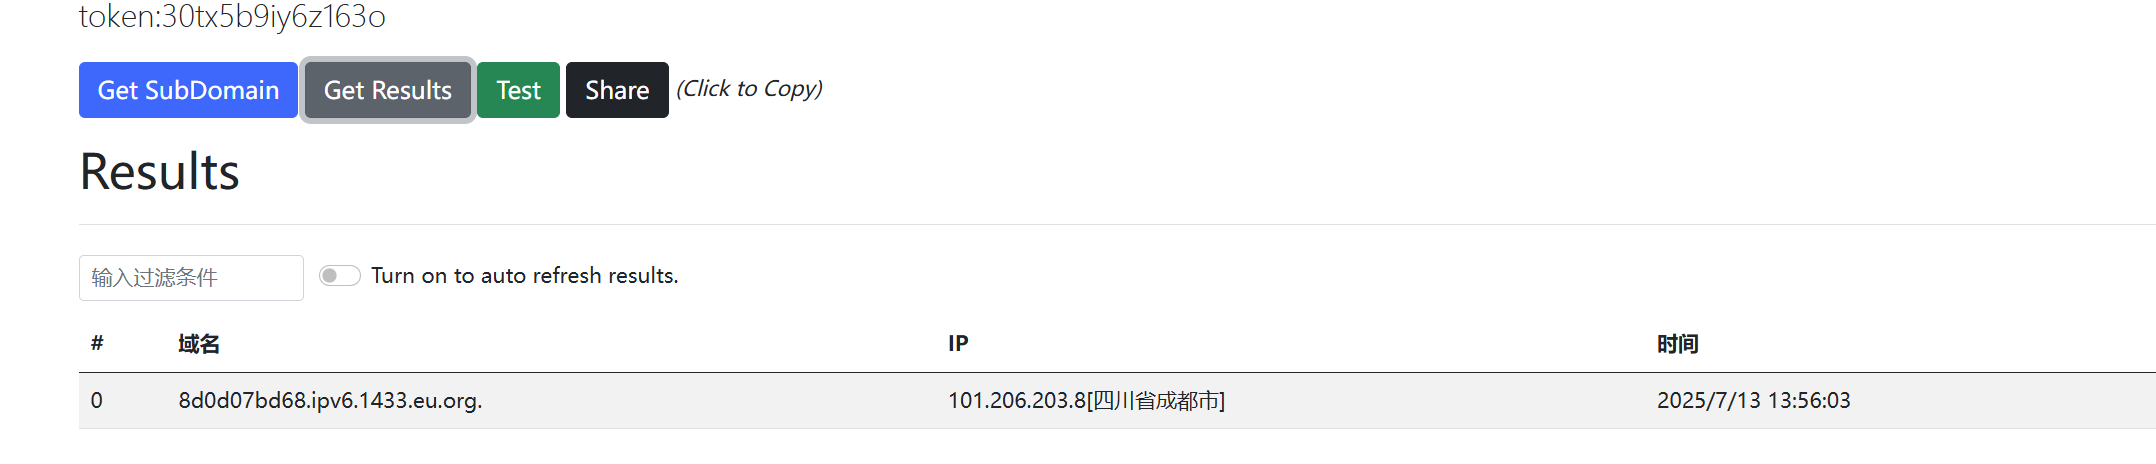 token:30tx5b9iy6z163o
Get SubDomain Get Results Test Share (Click to Copy)
Results
输入过滤条件 Turn on to auto refresh results.
# 域名 IP 时间
0 8d0d07bd68.ipv6.1433.eu.org. 101.206.203.8[四川省成都市] 2025/7/13 13:56:03